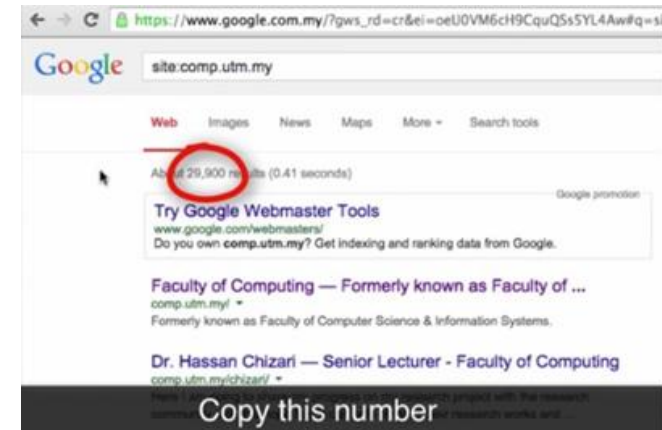 https://www.google.com.my/?gws_rd=cr&ei=oeU0VM6cH9CquQSs5YL4Aw#q=si
Google
site:comp.utm.my
Web Images News Maps More Search tools
About 29,900 results (0.41 seconds)
Google promotion
Try Google Webmaster Tools
www.google.com/webmasters/
Do you own comp.utm.my? Get indexing and ranking data from Google.
Faculty of Computing — Formerly known as Faculty of ...
comp.utm.my/
Formerly known as Faculty of Computer Science & Information Systems.
Dr. Hassan Chizari — Senior Lecturer - Faculty of Computing
comp.utm.my/chizari/
Copy this number